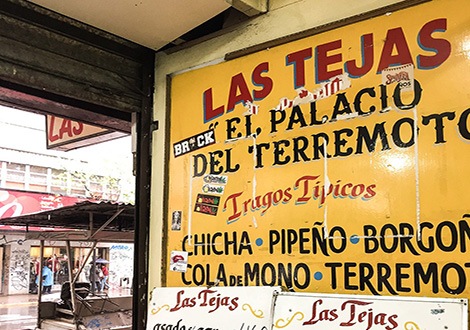 LAS TEJAS
EL PALACIO
DEL TERREMOTO
Tragos Típicos
CHICHA • PIPEÑO • BORGOÑ
COLA DE MONO • TERREMOT
BRICK
LAS
Las Tejas
Las Tejas